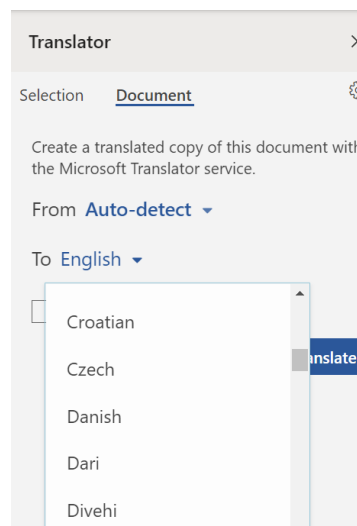 Translator
Selection Document
Create a translated copy of this document with
the Microsoft Translator service.
From Auto-detect
To English
Croatian
Czech
anslate
Danish
Dari
Divehi